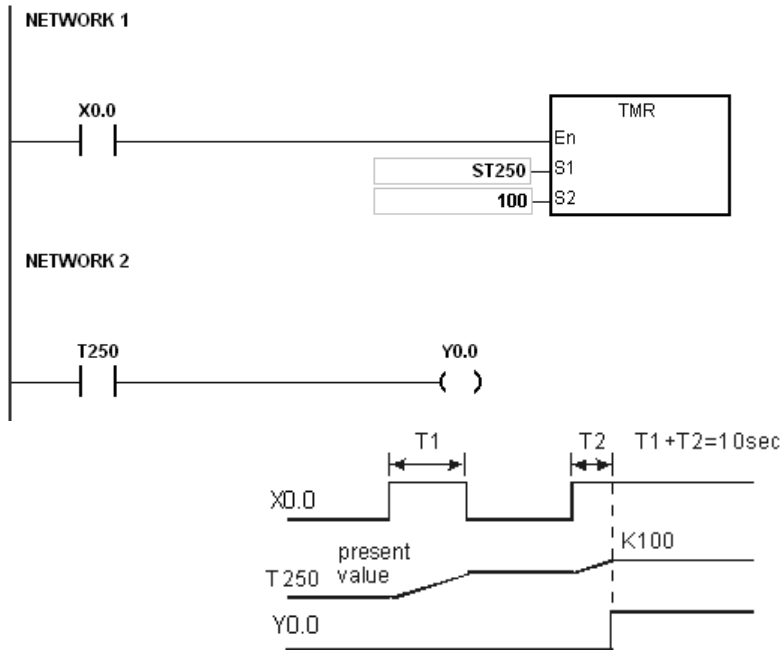 NETWORK 1
X0.0
TMR
En
ST250 S1
100 S2
NETWORK 2
T250 Y0.0
T1 T2 T1+T2=10sec
X0.0
K100
present
T250 value
Y0.0